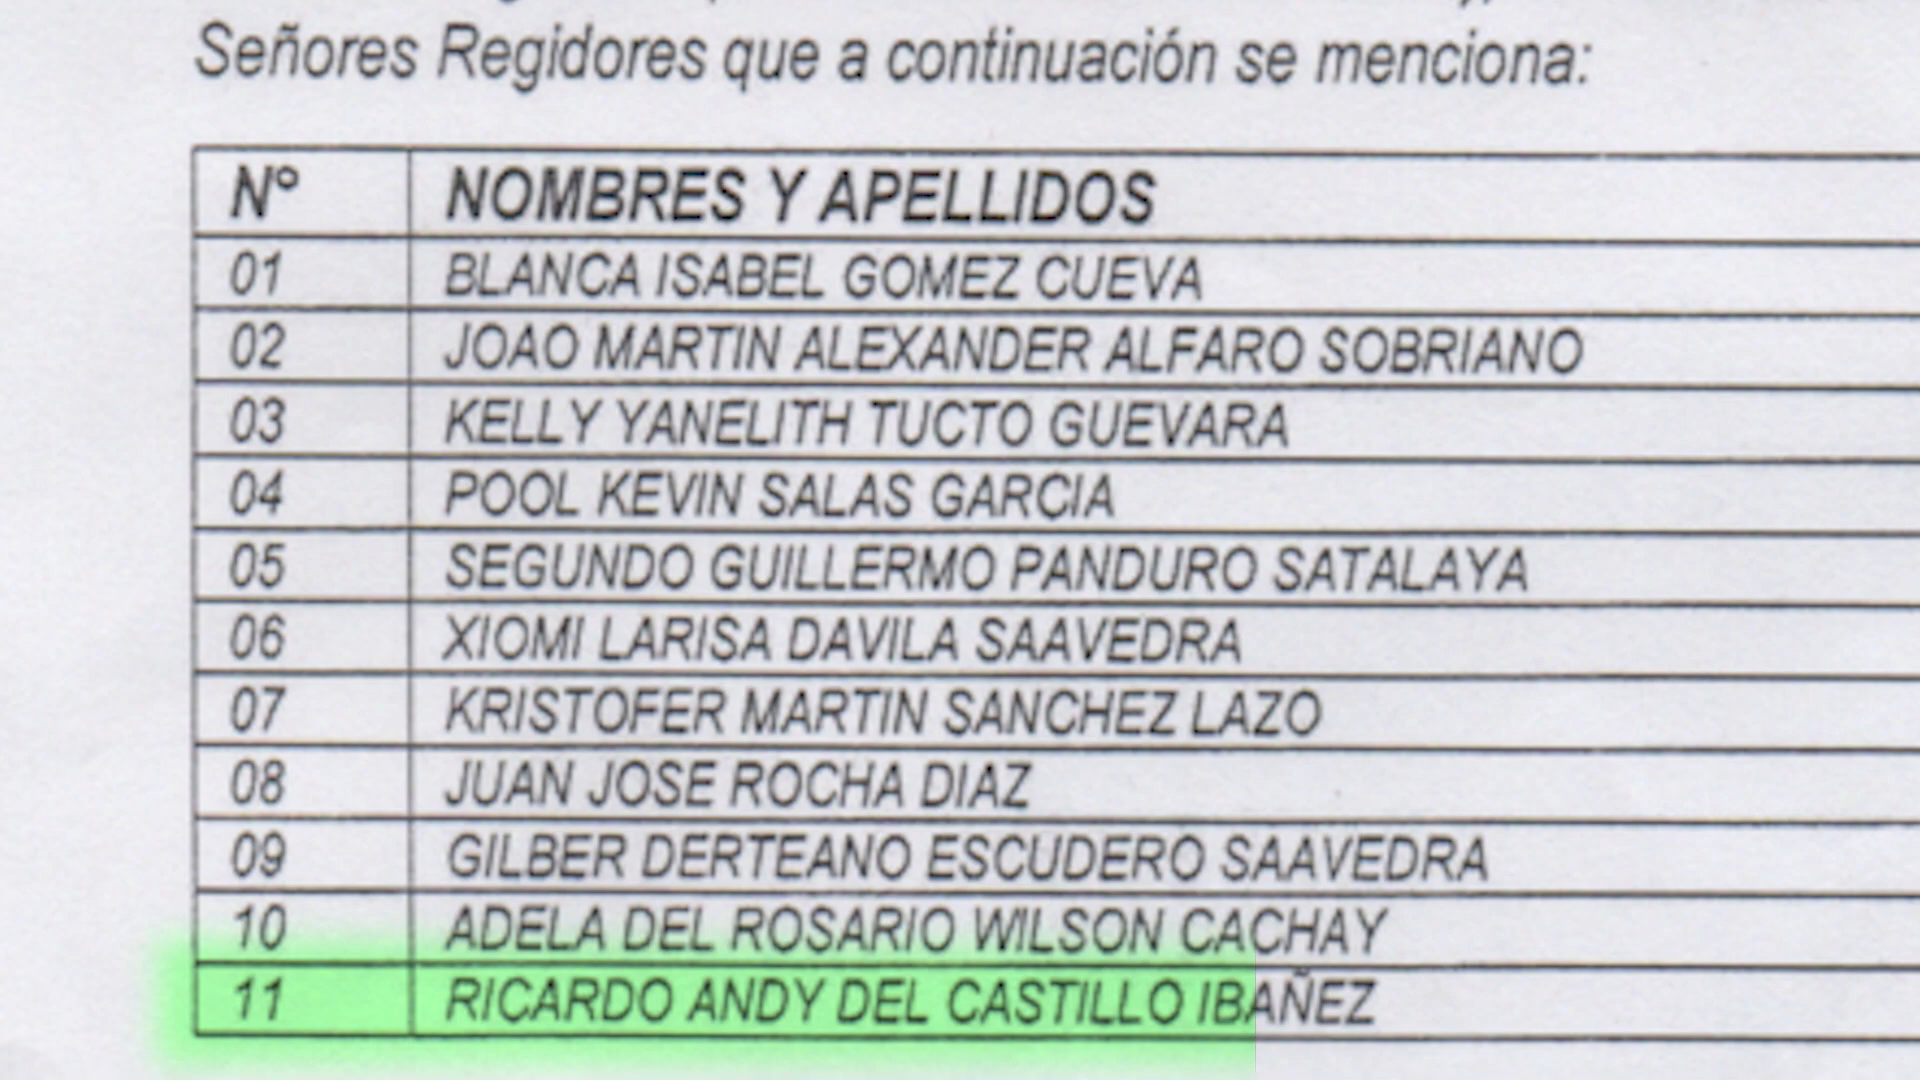 Señores Regidores que a continuación se menciona:
Nº NOMBRES Y APELLIDOS
01 BLANCA ISABEL GOMEZ CUEVA
02 JOAO MARTIN ALEXANDER ALFARO SOBRIANO
03 KELLY YANELITH TUCTO GUEVARA
04 POOL KEVIN SALAS GARCIA
05 SEGUNDO GUILLERMO PANDURO SATALAYA
06 XIOMI LARISA DAVILA SAAVEDRA
07 KRISTOFER MARTIN SANCHEZ LAZO
08 JUAN JOSE ROCHA DIAZ
09 GILBER DERTEANO ESCUDERO SAAVEDRA
10 ADELA DEL ROSARIO WILSON CACHAY
11 RICARDO ANDY DEL CASTILLO IBAÑEZ